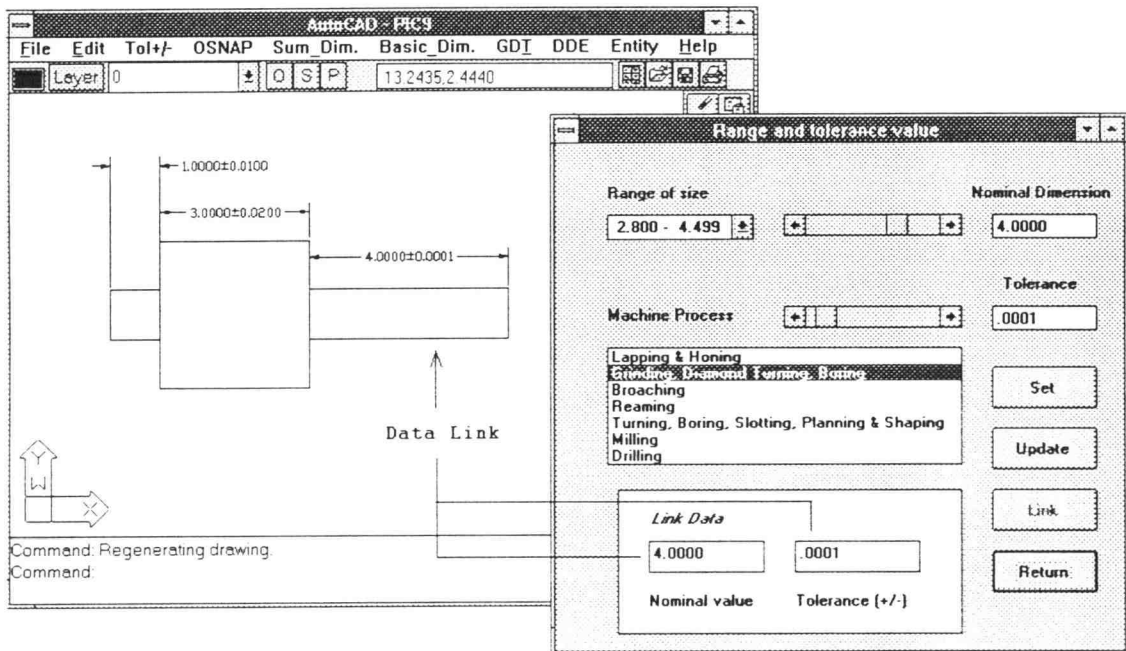 AutoCAD - PIC9
File Edit Tol+/- OSNAP Sum_Dim. Basic_Dim. GDT DDE Entity Help
Layer 0 O S P 13.2435,2.4440
1.0000±0.0100
3.0000±0.0200
4.0000±0.0001
Data Link
Y
W
X
Command: Regenerating drawing.
Command:
Range and tolerance value
Range of size
Nominal Dimension
2.800 - 4.499
4.0000
Tolerance
Machine Process
.0001
Lapping & Honing
Grinding, Diamond Turning, Boring
Broaching
Reaming
Turning, Boring, Slotting, Planning & Shaping
Milling
Drilling
Set
Update
Link
Return
Link Data
4.0000 .0001
Nominal value Tolerance (+/-)